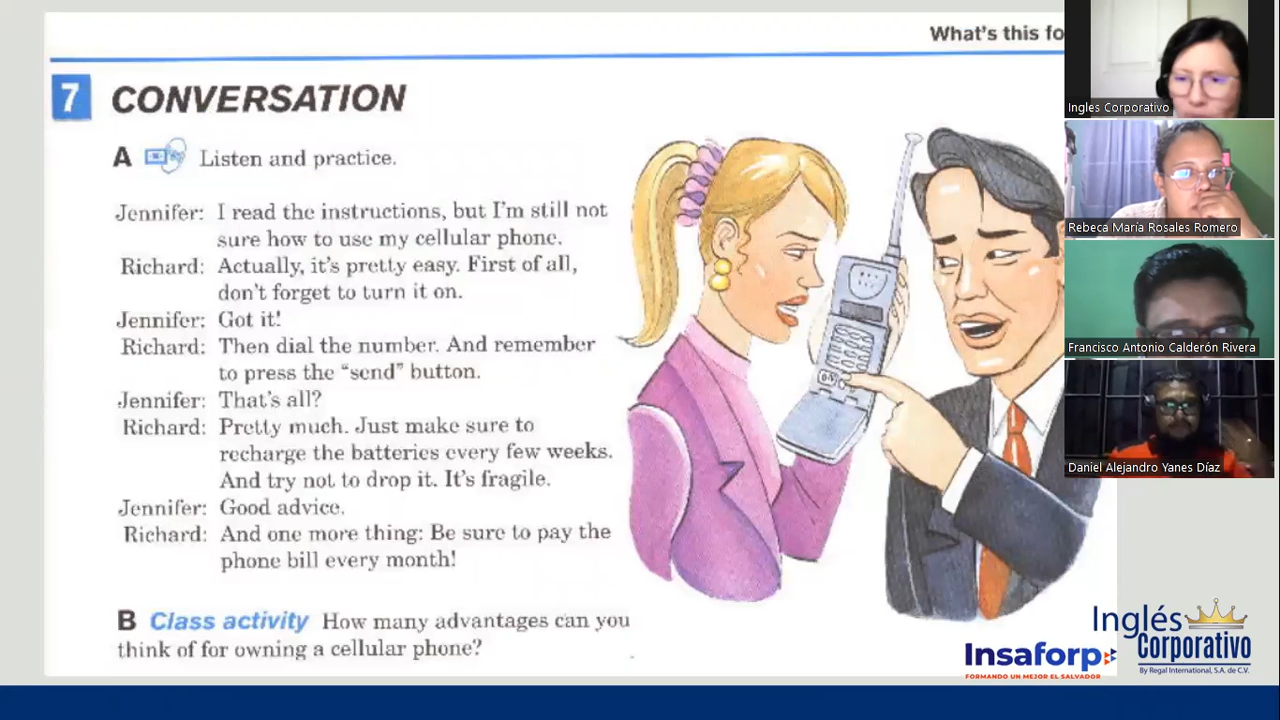 What's this fo
7 CONVERSATION
A Listen and practice.
Jennifer: I read the instructions, but I'm still not
sure how to use my cellular phone.
Richard: Actually, it's pretty easy. First of all,
don't forget to turn it on.
Jennifer: Got it!
Richard: Then dial the number. And remember
to press the “send” button.
Jennifer: That's all?
Richard: Pretty much. Just make sure to
recharge the batteries every few weeks.
And try not to drop it. It's fragile.
Jennifer: Good advice.
Richard: And one more thing: Be sure to pay the
phone bill every month!
B Class activity How many advantages can you
think of for owning a cellular phone?
Ingles Corporativo
Rebeca María Rosales Romero
Francisco Antonio Calderón Rivera
Daniel Alejandro Yanes Díaz
Insaforp
FORMANDO UN MEJOR EL SALVADOR
Inglés
Corporativo
By Regal International, S.A. de C.V.